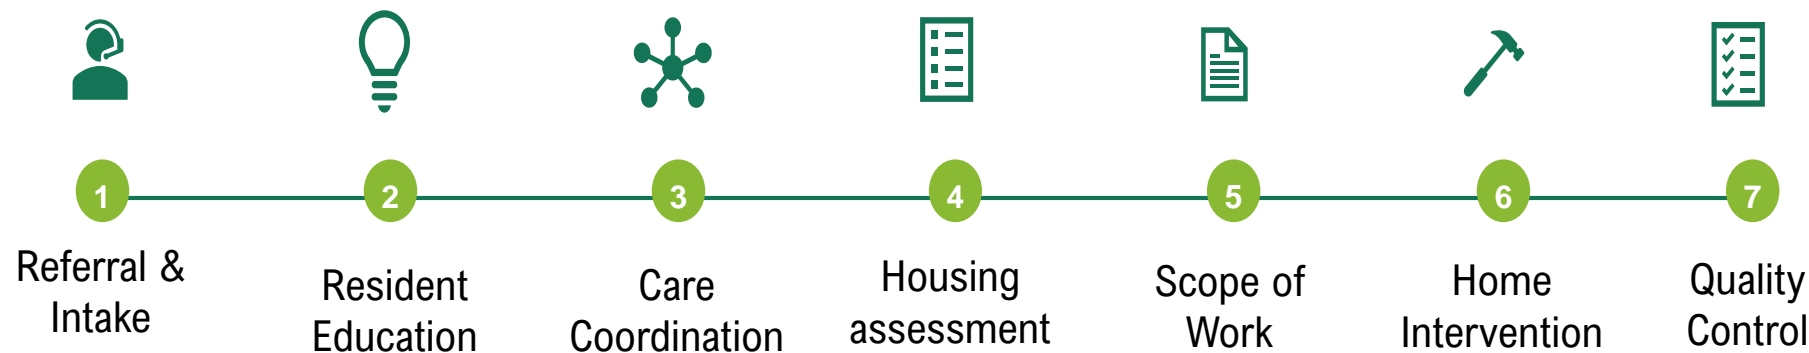 1
2
3
4
5
6
7
Referral &
Intake
Resident
Education
Care
Coordination
Housing
assessment
Scope of
Work
Home
Intervention
Quality
Control